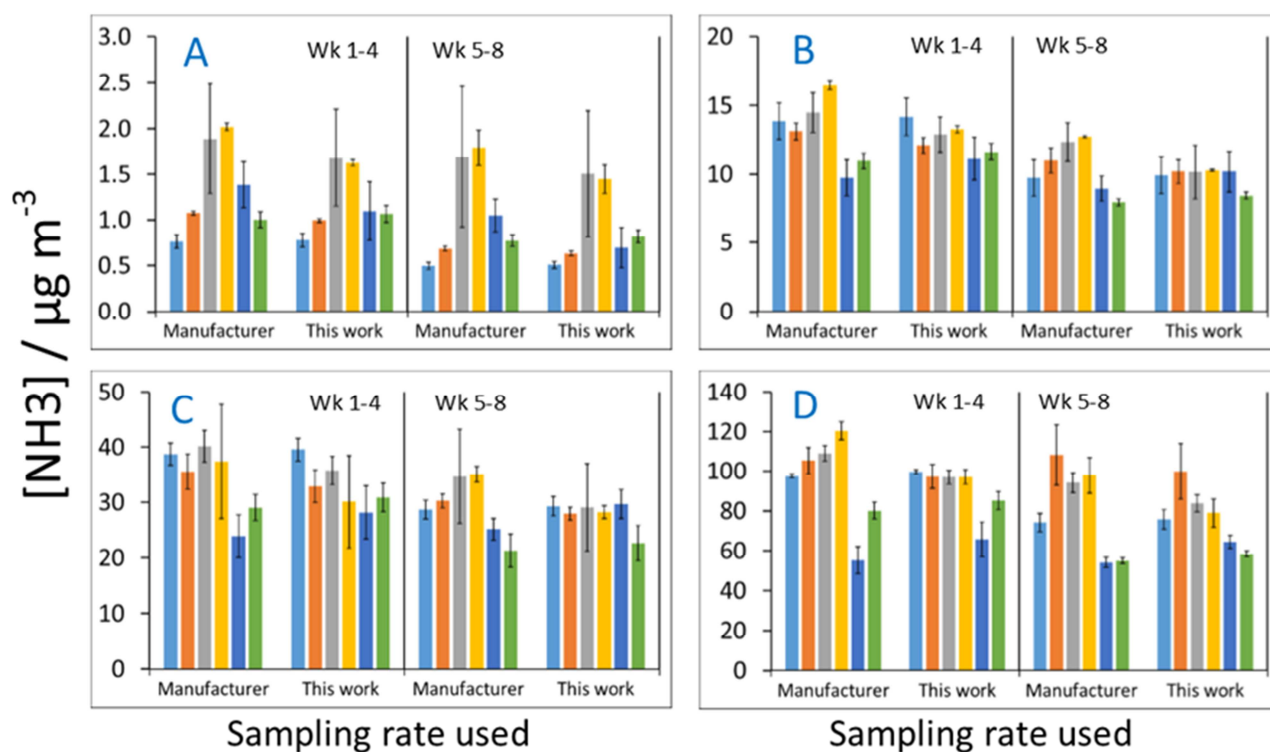 [NH3] / µg m-3
A
Wk 1-4
Wk 5-8
3.0
2.5
2.0
1.5
1.0
0.5
0.0
Manufacturer
This work
Manufacturer
This work
B
Wk 1-4
Wk 5-8
20
15
10
5
0
Manufacturer
This work
Manufacturer
This work
C
Wk 1-4
Wk 5-8
50
40
30
20
10
0
Manufacturer
This work
Manufacturer
This work
D
Wk 1-4
Wk 5-8
140
120
100
80
60
40
20
0
Manufacturer
This work
Manufacturer
This work
Sampling rate used
Sampling rate used